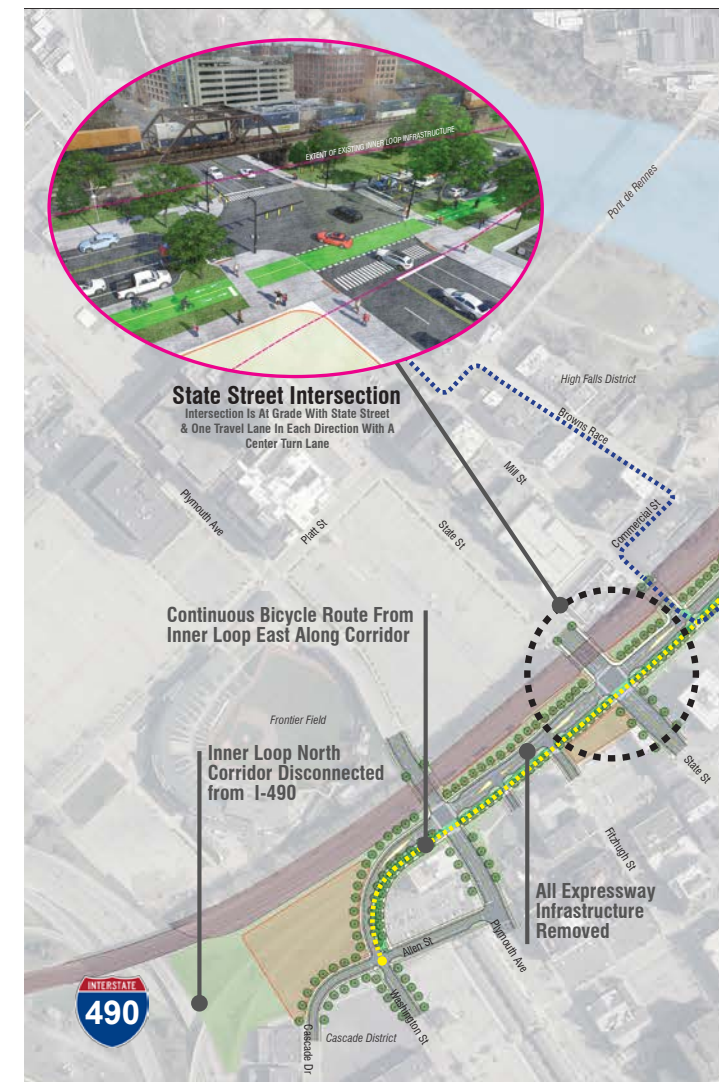 EXTENT OF EXISTING INNER LOOP INFRASTRUCTURE
Pont de Rennes
State Street Intersection
Intersection Is At Grade With State Street
& One Travel Lane In Each Direction With A
Center Turn Lane
High Falls District
Browns Race
Mill St
Commercial St
Plymouth Ave
Platt St
State St
Continuous Bicycle Route From
Inner Loop East Along Corridor
Frontier Field
Inner Loop North
Corridor Disconnected
from I-490
State St
Fitzhugh St
All Expressway
Infrastructure
Removed
Plymouth Ave
Allen St
Washington St
INTERSTATE
490
Cascade Dr
Cascade District